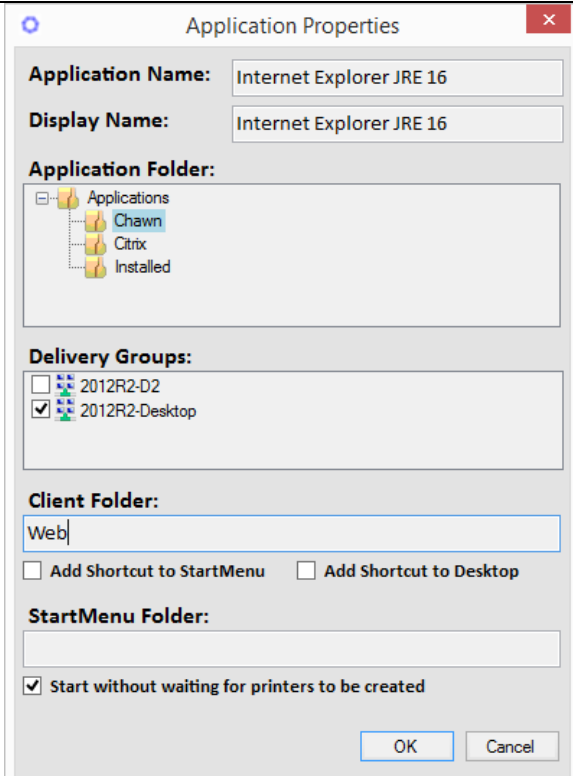 Application Properties
Application Name: Internet Explorer JRE 16
Display Name: Internet Explorer JRE 16
Application Folder:
Applications
Chawn
Citrix
Installed
Delivery Groups:
2012R2-D2
2012R2-Desktop
Client Folder:
Web
Add Shortcut to StartMenu Add Shortcut to Desktop
StartMenu Folder:
Start without waiting for printers to be created
OK Cancel